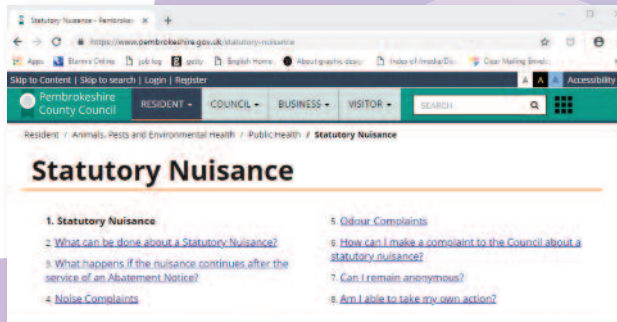 Statutory Nuisance - Pembrokes
https://www.pembrokeshire.gov.uk/statutory-nuisance
Apps Elanra Online job log getty English Home About graphs
Skip to Content | Skip to search | Login | Register A A A Accessibility
Pembrokeshire
County Council
RESIDENT COUNCIL BUSINESS VISITOR SEARCH
Resident / Animals, Pests and Environmental Health / Public Health / Statutory Nuisance
Statutory Nuisance
1. Statutory Nuisance
2. What can be done about a Statutory Nuisance?
3. What happens if the nuisance continues after the
service of an Abatement Notice?
4. Noise Complaints
5. Odour Complaints
6. How can I make a complaint to the Council about a
statutory nuisance?
7. Can I remain anonymous?
8. Am I able to take my own action?